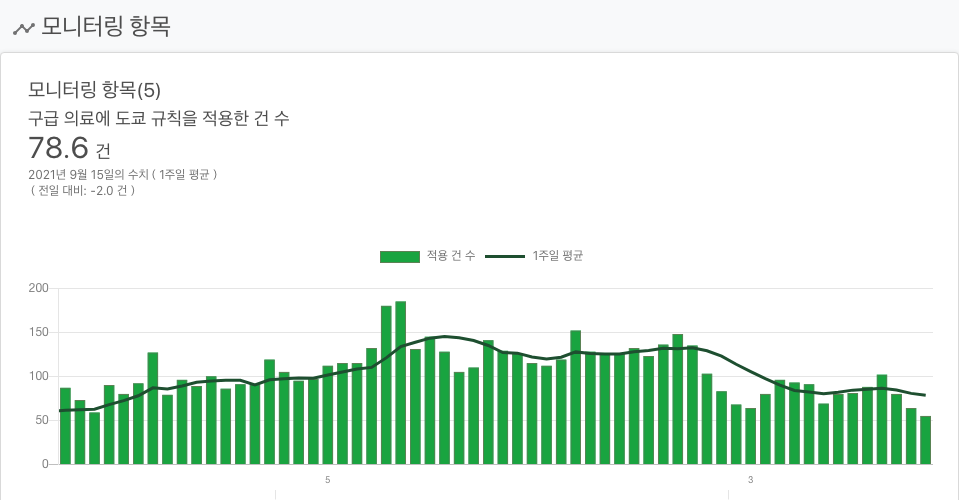 모니터링 항목
모니터링 항목(5)
구급 의료에 도쿄 규칙을 적용한 건 수
78.6 건
2021년 9월 15일의 수치 ( 1주일 평균 )
( 전일 대비: -2.0 건 )
적용 건 수 1주일 평균
200
150
100
50
0
5 3